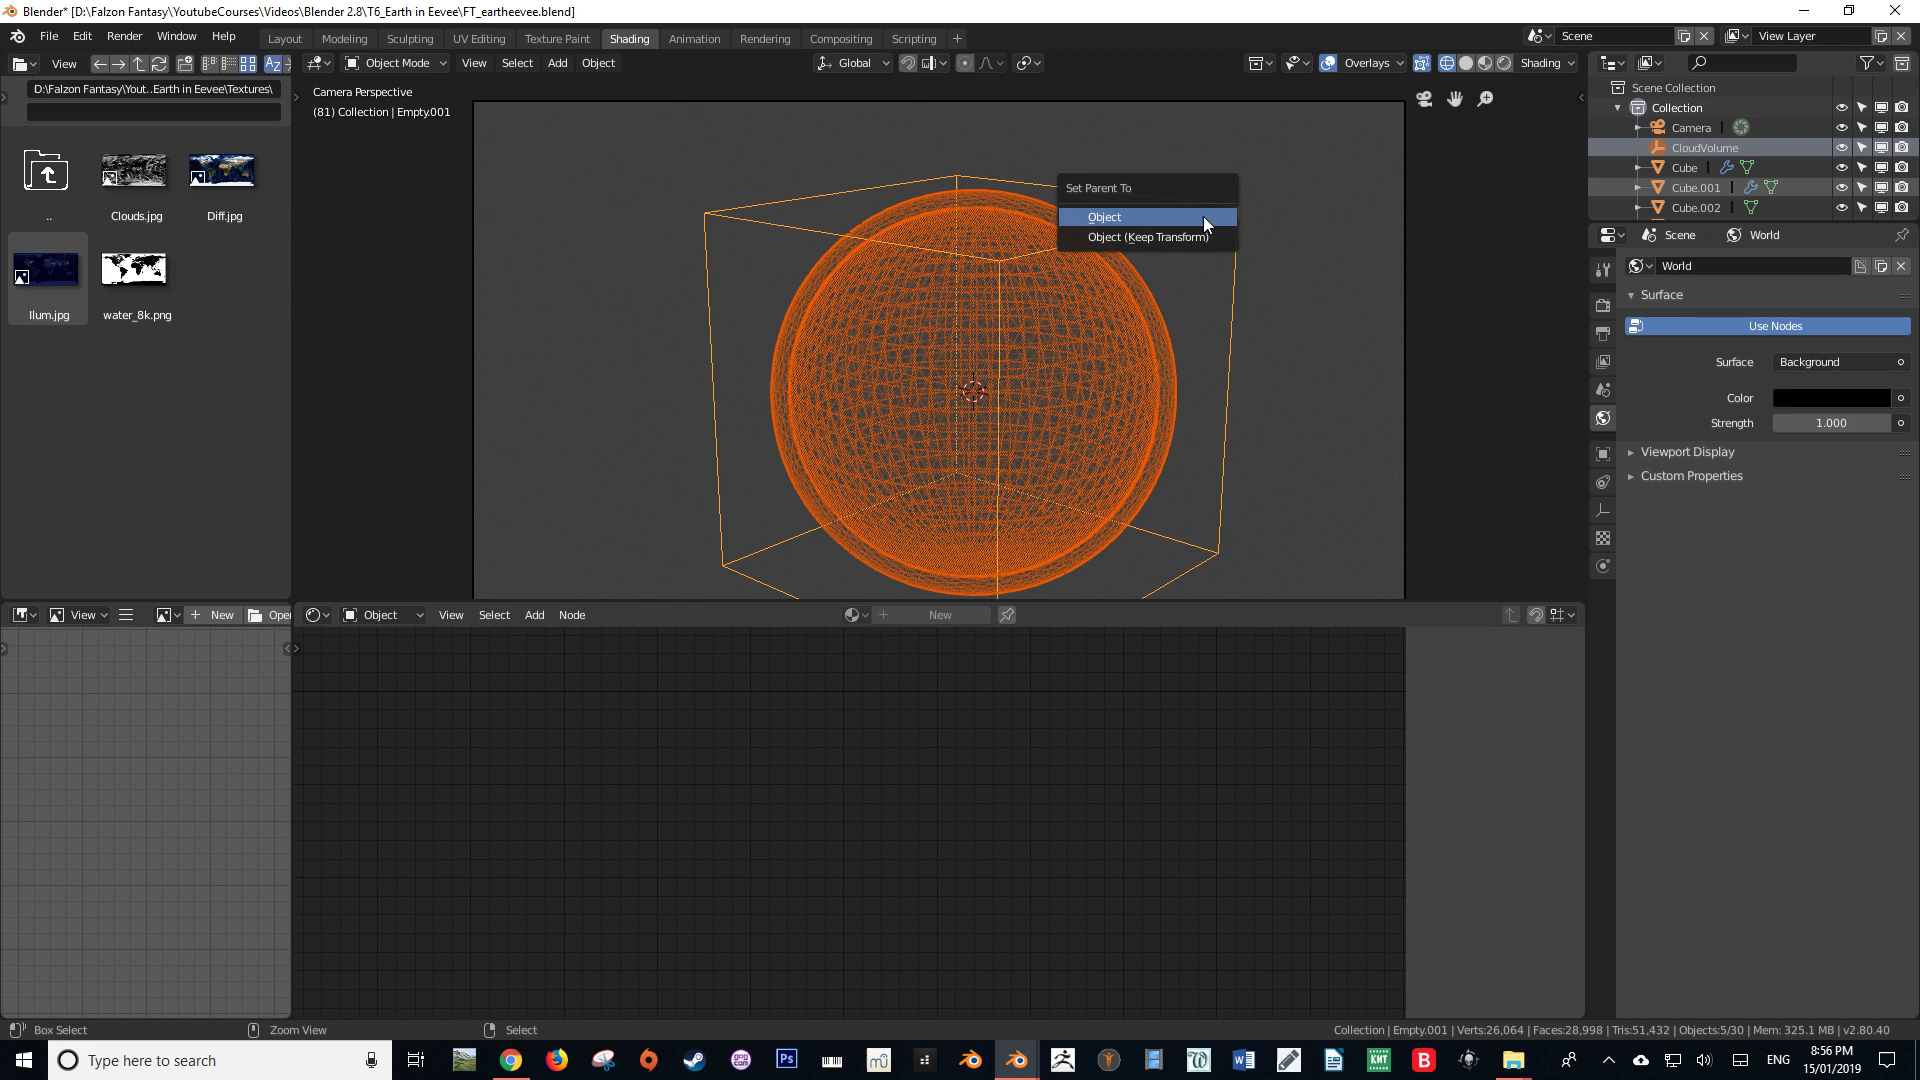 Blender* [D:\Falzon Fantasy\YoutubeCourses\Videos\Blender 2.8\T6_Earth in Eevee\FT_eartheevee.blend]
File Edit Render Window Help Layout Modeling Sculpting UV Editing Texture Paint Shading Animation Rendering Compositing Scripting + Scene View Layer
View Object Mode View Select Add Object Global Overlays Shading
D:\Falzon Fantasy\Yout..Earth in Eevee\Textures\
Camera Perspective
(81) Collection | Empty.001
.. Clouds.jpg Diff.jpg
Ilum.jpg water_8k.png
Set Parent To
Object
Object (Keep Transform)
Scene Collection
Collection
Camera
CloudVolume
Cube
Cube.001
Cube.002
Scene World
World
Surface
Use Nodes
Surface Background
Color
Strength 1.000
Viewport Display
Custom Properties
View + New Open Object View Select Add Node + New
Box Select Zoom View Select Collection | Empty.001 | Verts:26,064 | Faces:28,998 | Tris:51,432 | Objects:5/30 | Mem: 325.1 MB | v2.80.40
Type here to search ENG 8:56 PM
15/01/2019